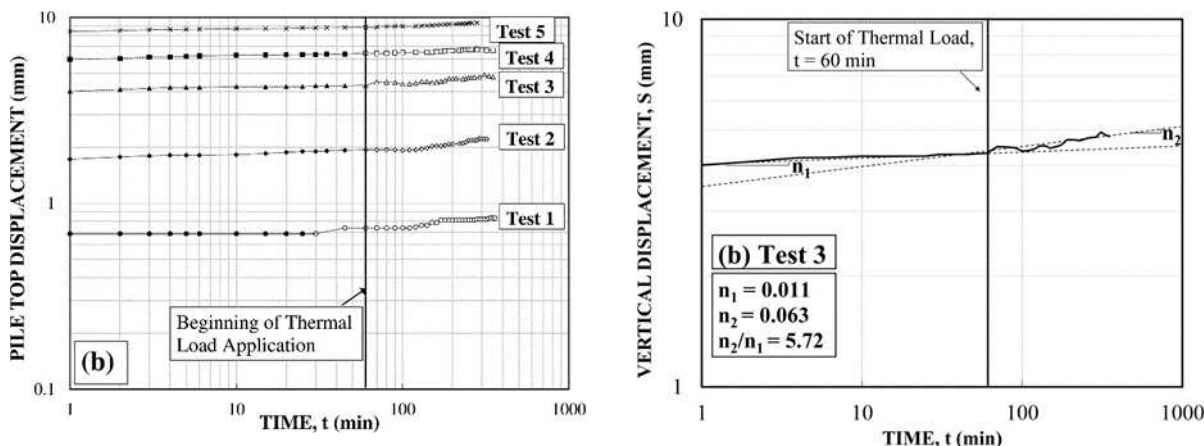 10
1
0.1
PILE TOP DISPLACEMENT (mm)
Test 5
Test 4
Test 3
Test 2
Test 1
Beginning of Thermal
Load Application
(b)
1
10
100
1000
TIME, t (min)
10
1
VERTICAL DISPLACEMENT, S (mm)
Start of Thermal Load,
t = 60 min
n₁
n₂
(b) Test 3
n₁ = 0.011
n₂ = 0.063
n₂/n₁ = 5.72
1
10
100
1000
TIME, t (min)